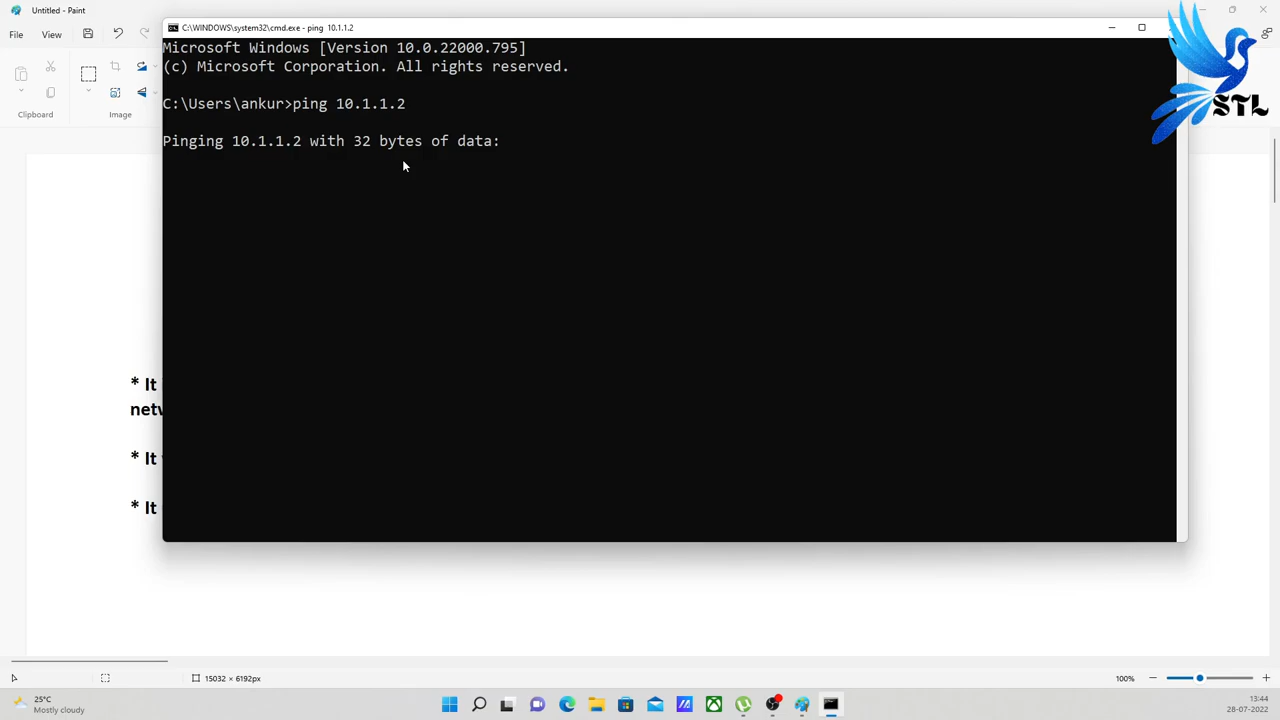 Untitled - Paint
C:\WINDOWS\system32\cmd.exe - ping 10.1.1.2
File
View
Microsoft Windows [Version 10.0.22000.795]
(c) Microsoft Corporation. All rights reserved.
C:\Users\ankur>ping 10.1.1.2
Pinging 10.1.1.2 with 32 bytes of data:
STL
Clipboard
Image
* It
* It
* It
15032 × 6192px
100%
25°C
Mostly cloudy
13:44
28-07-2022